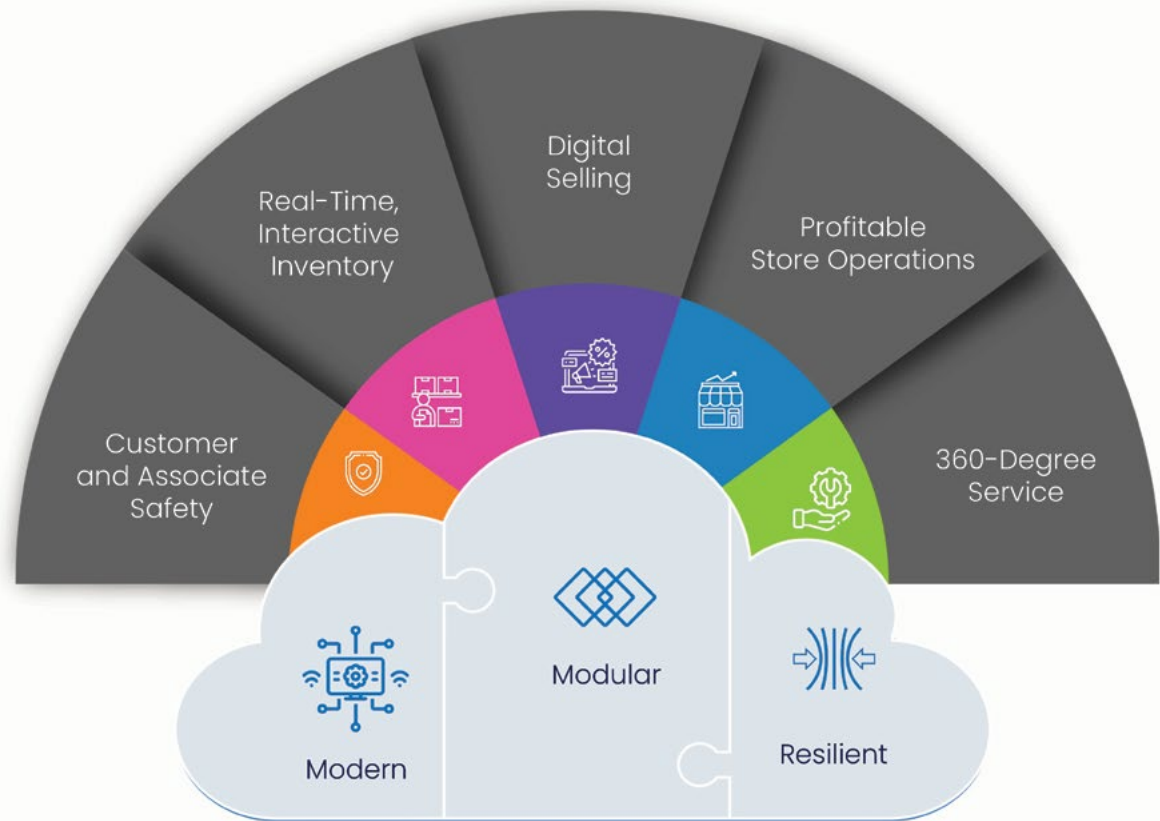 Digital
Selling
Real-Time,
Interactive
Inventory
Profitable
Store Operations
Customer
and Associate
Safety
360-Degree
Service
Modular
Modern
Resilient